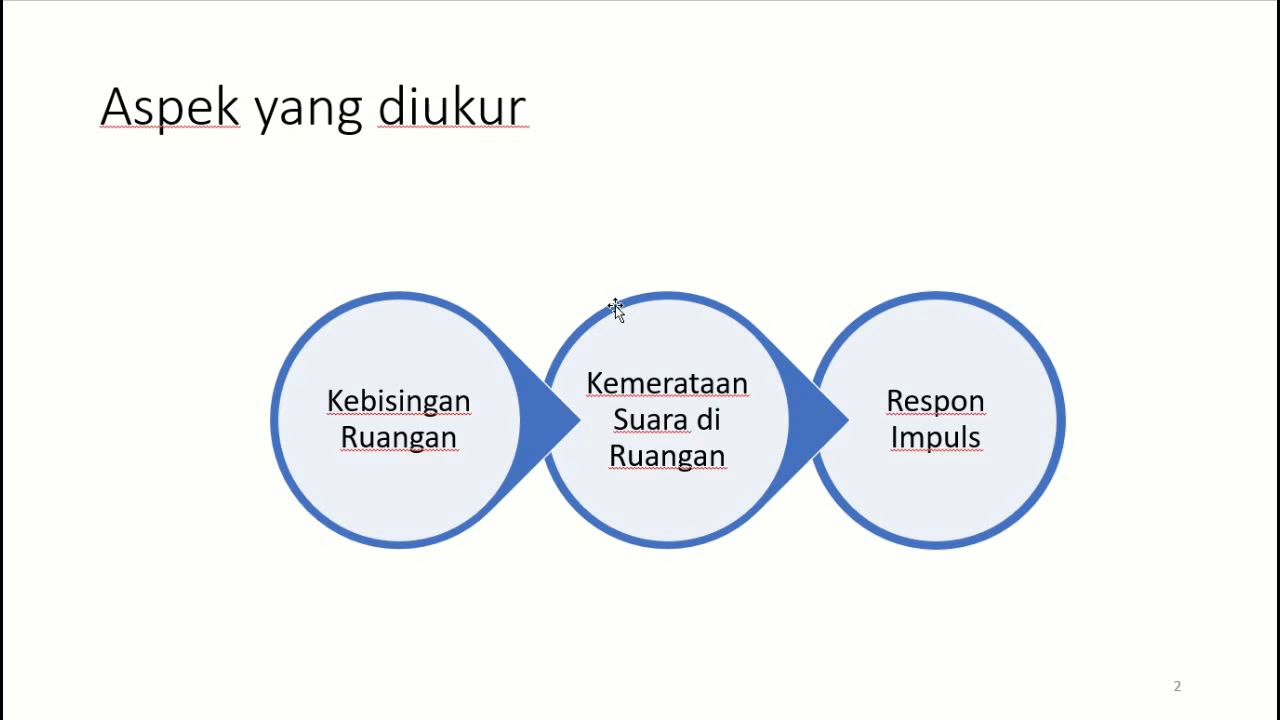 Aspek yang diukur
Kebisingan
Ruangan
Kemerataan
Suara di
Ruangan
Respon
Impuls
2